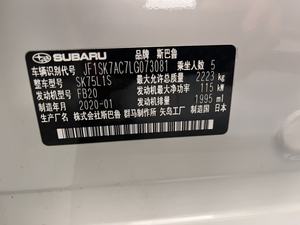 SUBARU 品牌 斯巴鲁
车辆识别代号 JF1SK7AC7LG073081 乘坐人数 5
车辆型号 SK75L1S 最大允许总质量 2223 kg
发动机型号 FB20 发动机最大净功率 115 kW
制造年月 2020-01 发动机排量 1995 ml
生产厂名 株式会社斯巴鲁 群马制作所 矢岛工厂 日本